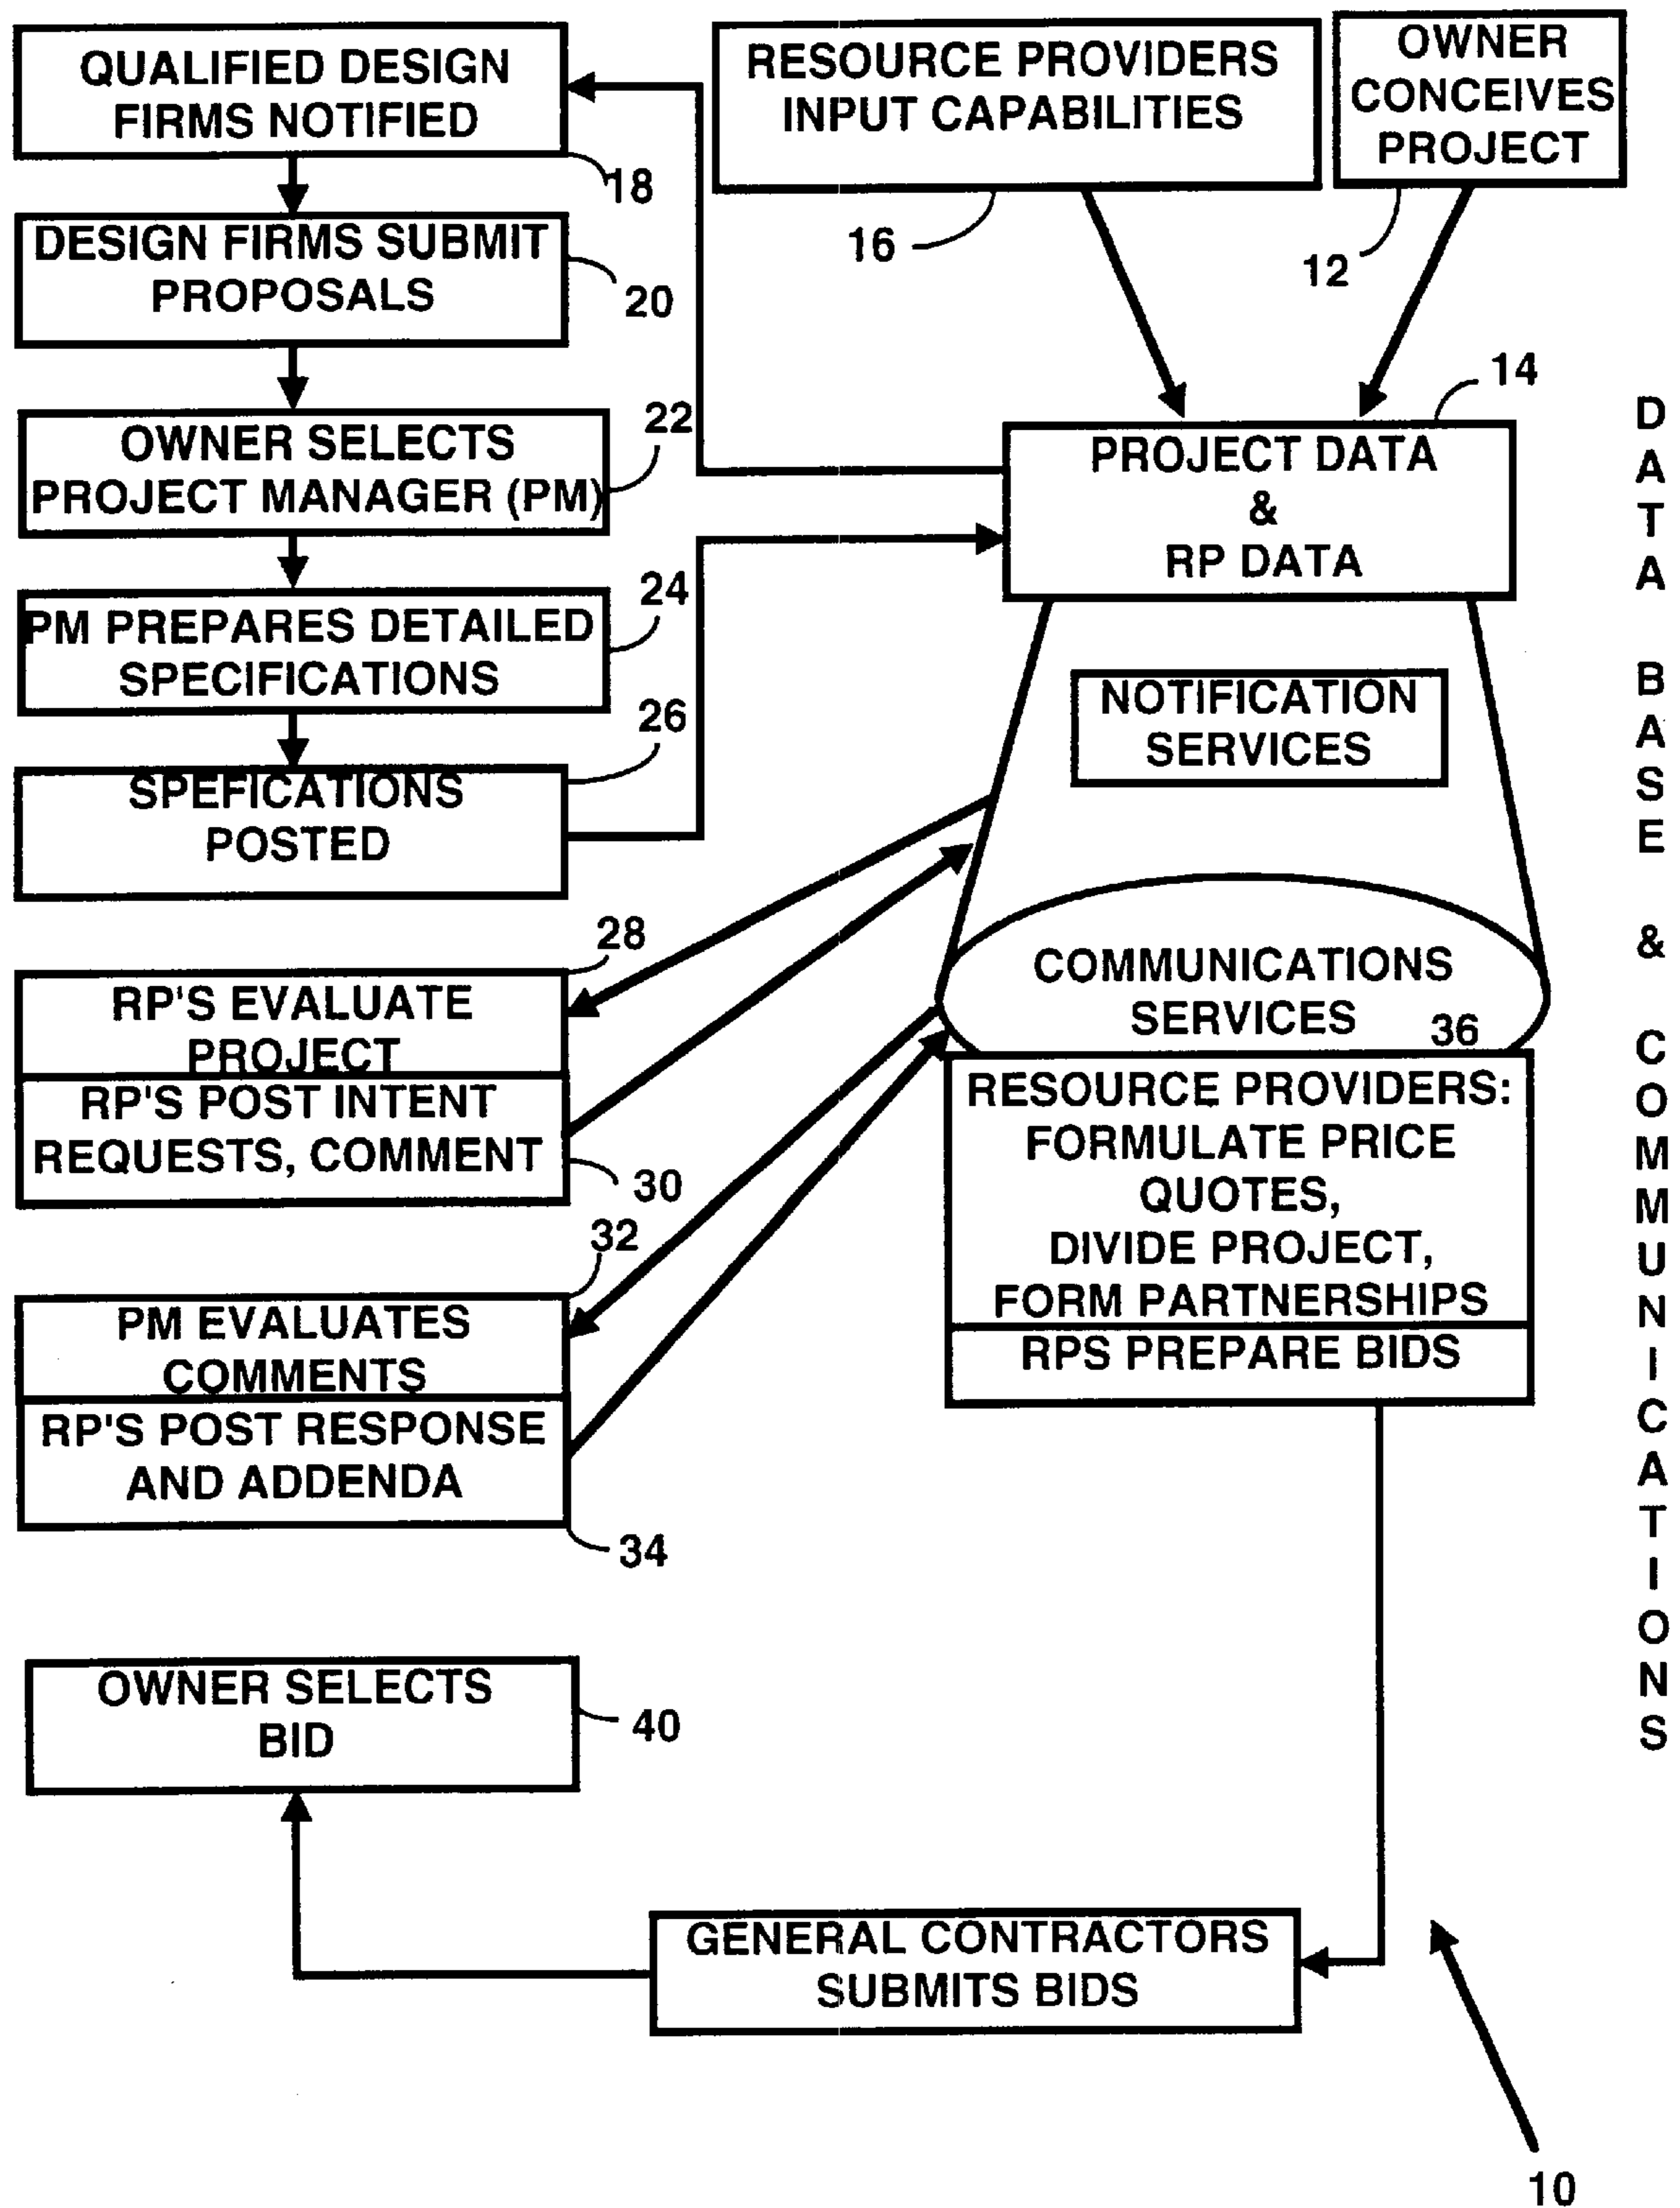 QUALIFIED DESIGN
FIRMS NOTIFIED
18
RESOURCE PROVIDERS
INPUT CAPABILITIES
16
OWNER
CONCEIVES
PROJECT
12
DESIGN FIRMS SUBMIT
PROPOSALS
20
14
PROJECT DATA
&
RP DATA
OWNER SELECTS
PROJECT MANAGER (PM)
22
PM PREPARES DETAILED
SPECIFICATIONS
24
SPEFICATIONS
POSTED
26
NOTIFICATION
SERVICES
COMMUNICATIONS
SERVICES
36
RP'S EVALUATE
PROJECT
28
RP'S POST INTENT
REQUESTS, COMMENT
30
RESOURCE PROVIDERS:
FORMULATE PRICE
QUOTES,
DIVIDE PROJECT,
FORM PARTNERSHIPS
RPS PREPARE BIDS
32
PM EVALUATES
COMMENTS
RP'S POST RESPONSE
AND ADDENDA
34
OWNER SELECTS
BID
40
GENERAL CONTRACTORS
SUBMITS BIDS
10
DATA BASE & COMMUNICATIONS